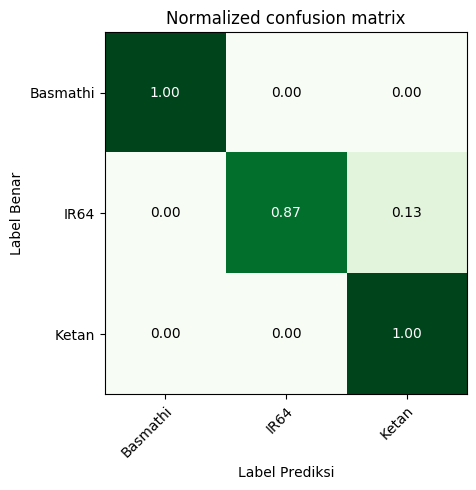 Normalized confusion matrix
Label Benar
Basmathi
1.00 0.00 0.00
IR64
0.00 0.87 0.13
Ketan
0.00 0.00 1.00
Basmathi
IR64
Ketan
Label Prediksi